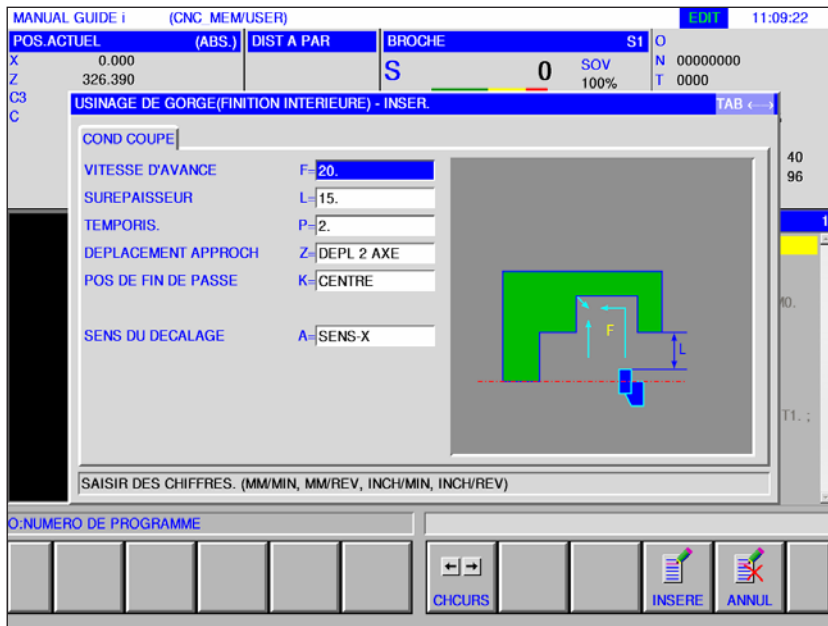 MANUAL GUIDE i (CNC_MEM/USER) EDIT 11:09:22
POS.ACTUEL (ABS.) DIST A PAR BROCHE S1 O
X 0.000 N 00000000
Z 326.390 S 0 SOV 100% T 0000
C3
C
USINAGE DE GORGE(FINITION INTERIEURE) - INSER. TAB ←→
COND COUPE
VITESSE D'AVANCE F=20.
SUREPAISSEUR L=15.
TEMPORIS. P=2.
DEPLACEMENT APPROCH Z=DEPL 2 AXE
POS DE FIN DE PASSE K=CENTRE
SENS DU DECALAGE A=SENS-X
F
L
40
96
1
M0.
T1. ;
SAISIR DES CHIFFRES. (MM/MIN, MM/REV, INCH/MIN, INCH/REV)
O:NUMERO DE PROGRAMME
CHCURS INSERE ANNUL